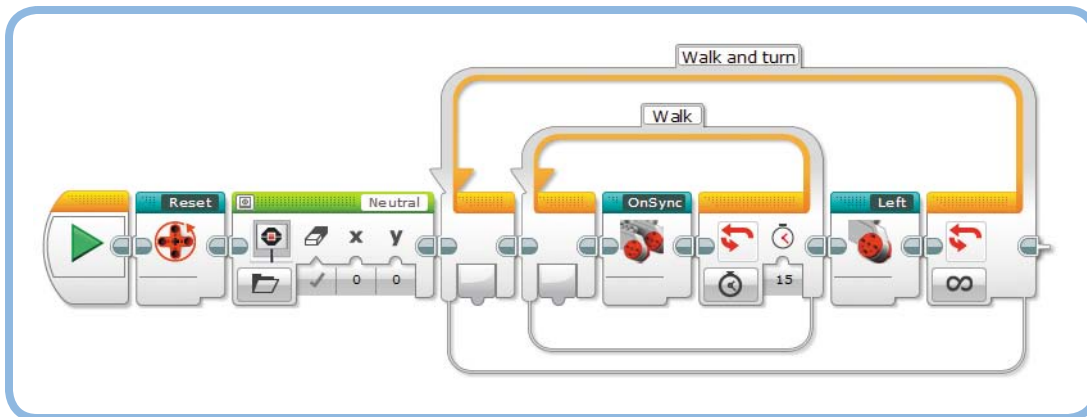 Walk and turn
Walk
Reset
Neutral
OnSync
Left
x y
0 0
15
∞